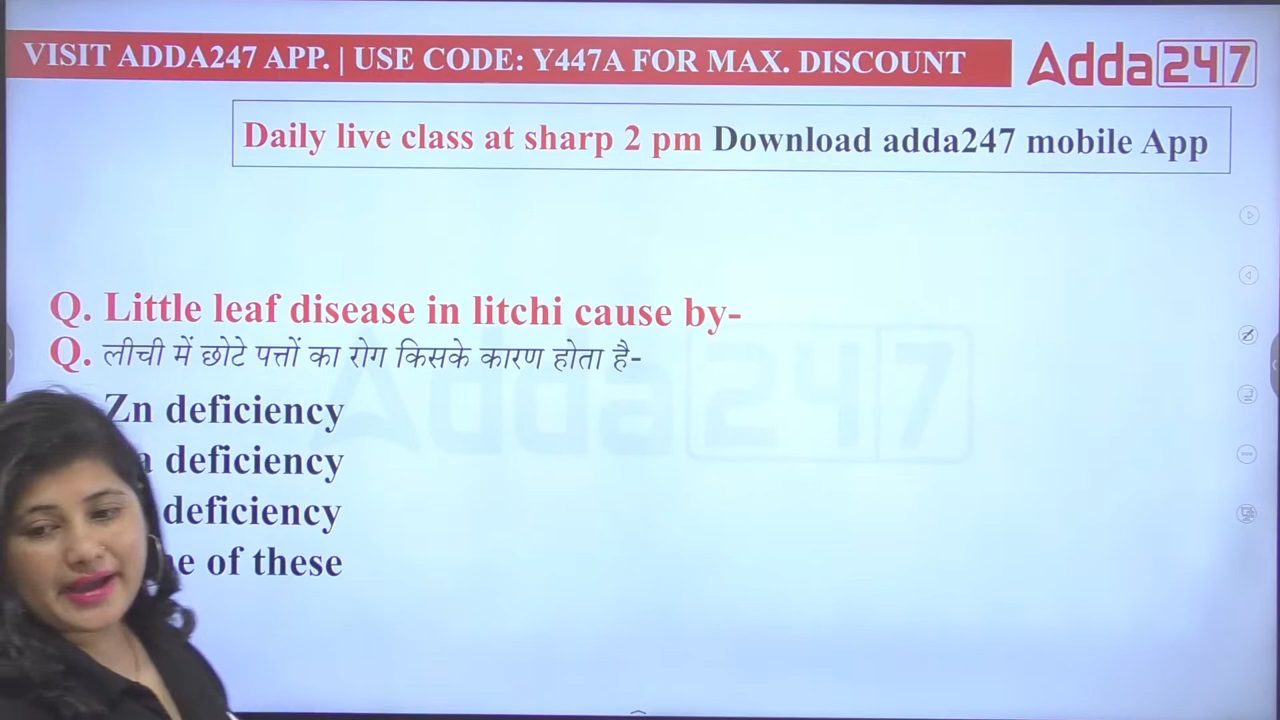 VISIT ADDA247 APP. | USE CODE: Y447A FOR MAX. DISCOUNT
Adda247
Daily live class at sharp 2 pm Download adda247 mobile App
Q. Little leaf disease in litchi cause by-
Q. लीची में छोटे पत्तों का रोग किसके कारण होता है-
Zn deficiency
deficiency
deficiency
of these
Adda247